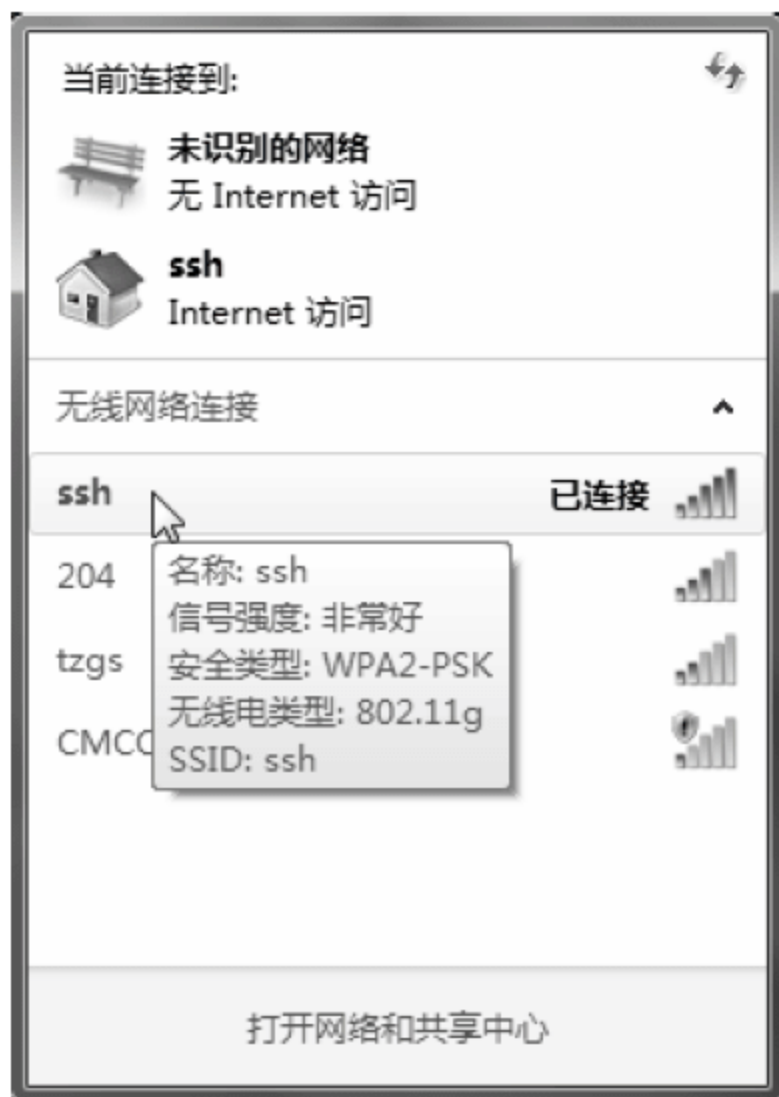 当前连接到:
未识别的网络
无 Internet 访问
ssh
Internet 访问
无线网络连接
ssh 已连接
204
名称: ssh
信号强度: 非常好
tzgs
安全类型: WPA2-PSK
无线电类型: 802.11g
CMCC
SSID: ssh
打开网络和共享中心